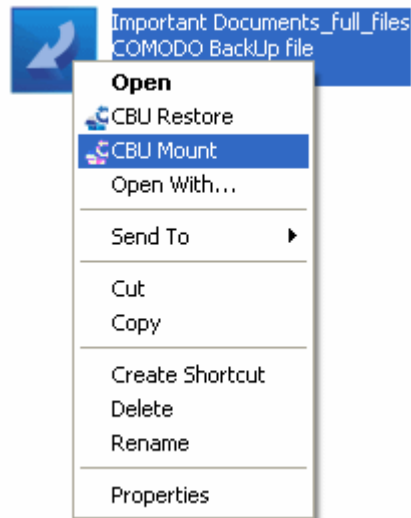 Important Documents_full_files
COMODO BackUp file
Open
CBU Restore
CBU Mount
Open With...
Send To
Cut
Copy
Create Shortcut
Delete
Rename
Properties